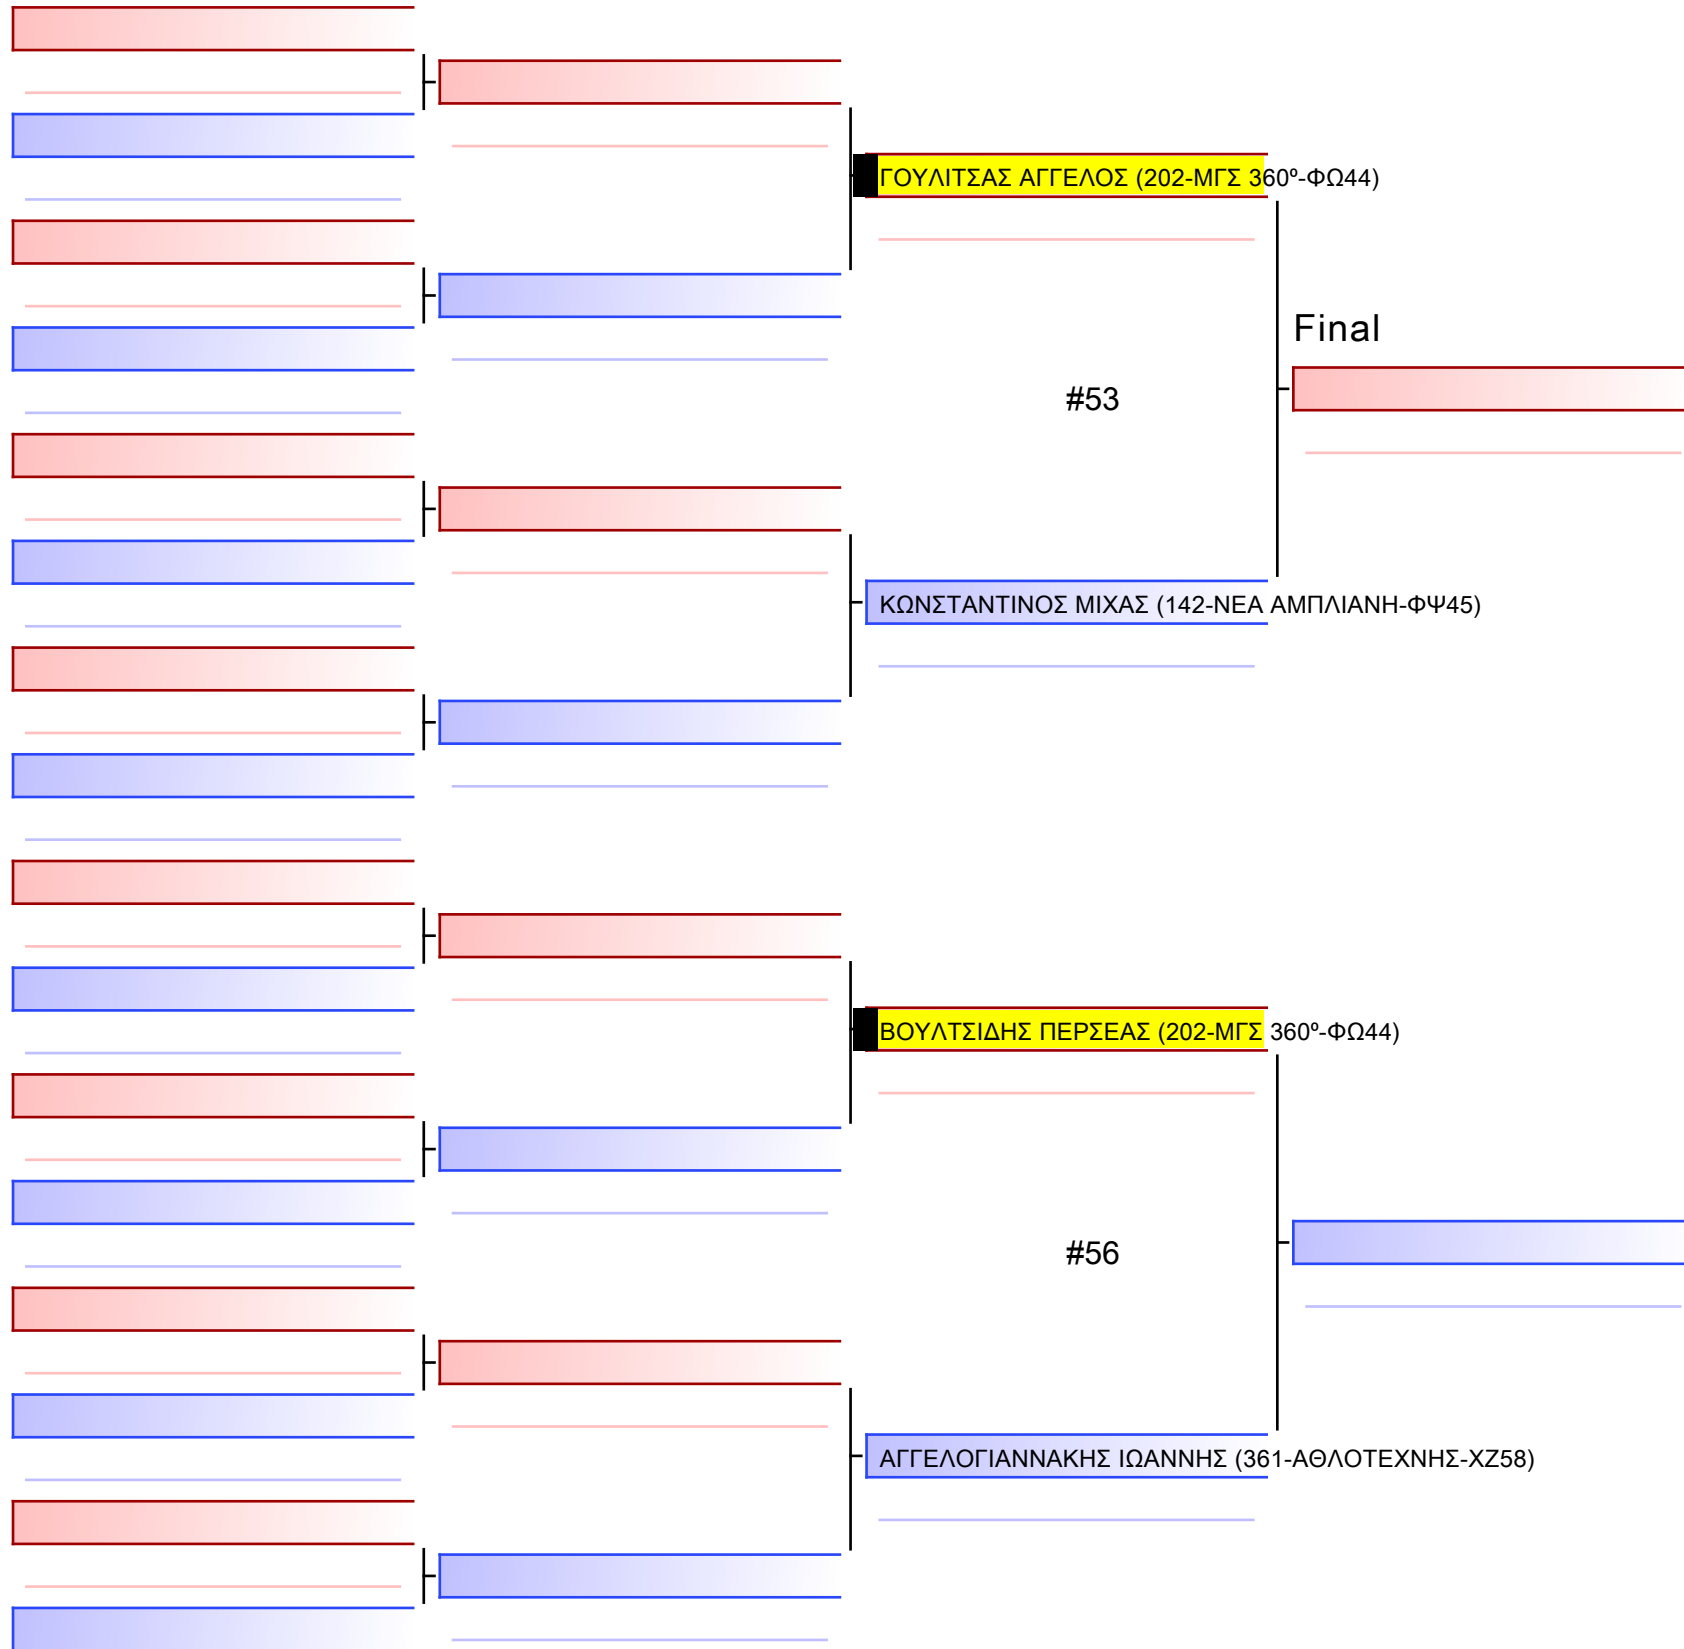 ΓΟΥΛΙΤΣΑΣ ΑΓΓΕΛΟΣ (202-ΜΓΣ 360º-ΦΩ44)
Final
#53
ΚΩΝΣΤΑΝΤΙΝΟΣ ΜΙΧΑΣ (142-ΝΕΑ ΑΜΠΛΙΑΝΗ-ΦΨ45)
ΒΟΥΛΤΣΙΔΗΣ ΠΕΡΣΕΑΣ (202-ΜΓΣ 360º-ΦΩ44)
#56
ΑΓΓΕΛΟΓΙΑΝΝΑΚΗΣ ΙΩΑΝΝΗΣ (361-ΑΘΛΟΤΕΧΝΗΣ-ΧΖ58)